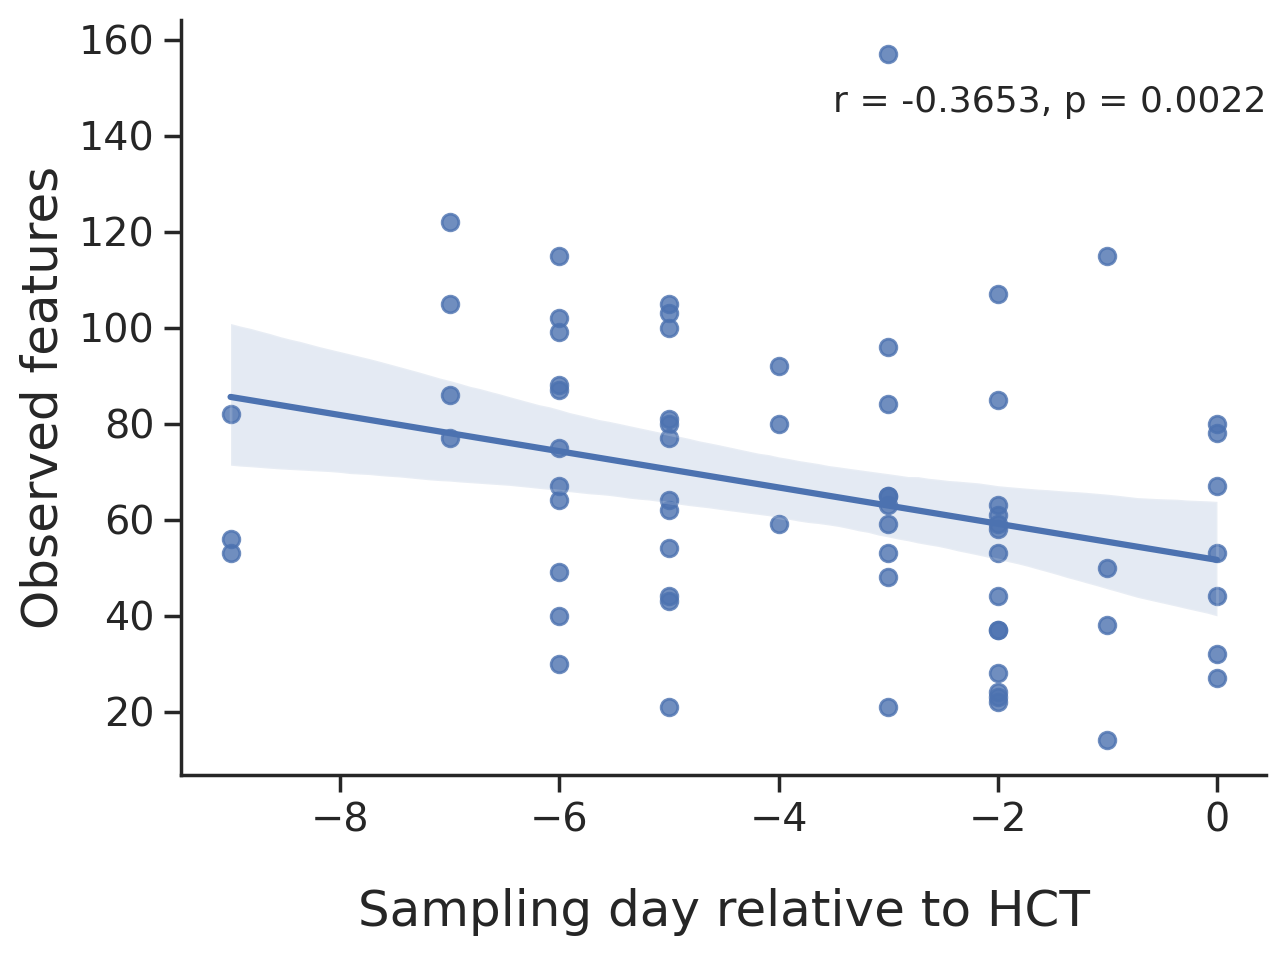 160
r = -0.3653, p = 0.0022
140
120
100
80
60
40
20
Observed features
−8 −6 −4 −2 0
Sampling day relative to HCT